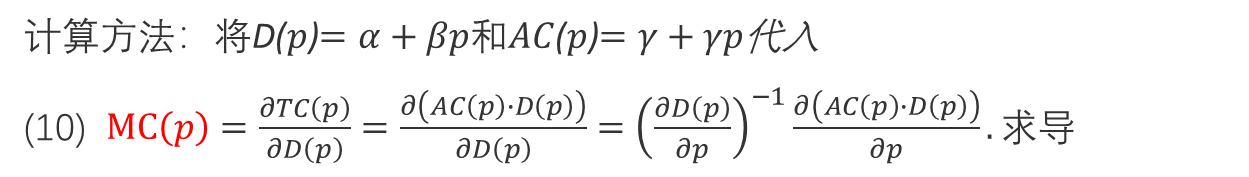 计算方法：将D(p)= α + βp和AC(p)= γ + γp代入
(10) MC(p) = ∂TC(p)/∂D(p) = ∂(AC(p)·D(p))/∂D(p) = (∂D(p)/∂p)⁻¹ ∂(AC(p)·D(p))/∂p . 求导